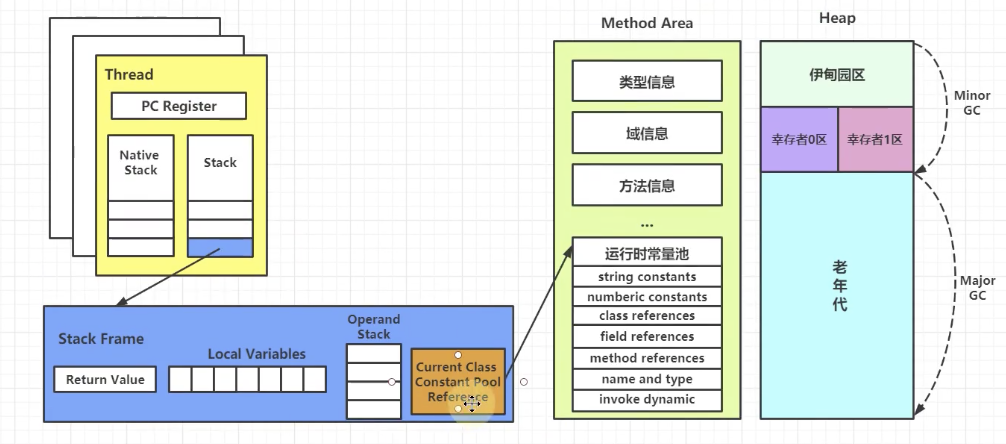 Thread
PC Register
Native
Stack
Stack
Stack Frame
Return Value
Local Variables
Operand
Stack
Current Class
Constant Pool
Reference
Method Area
类型信息
域信息
方法信息
...
运行时常量池
string constants
numberic constants
class references
field references
method references
name and type
invoke dynamic
Heap
伊甸园区
幸存者0区
幸存者1区
老
年
代
Minor
GC
Major
GC